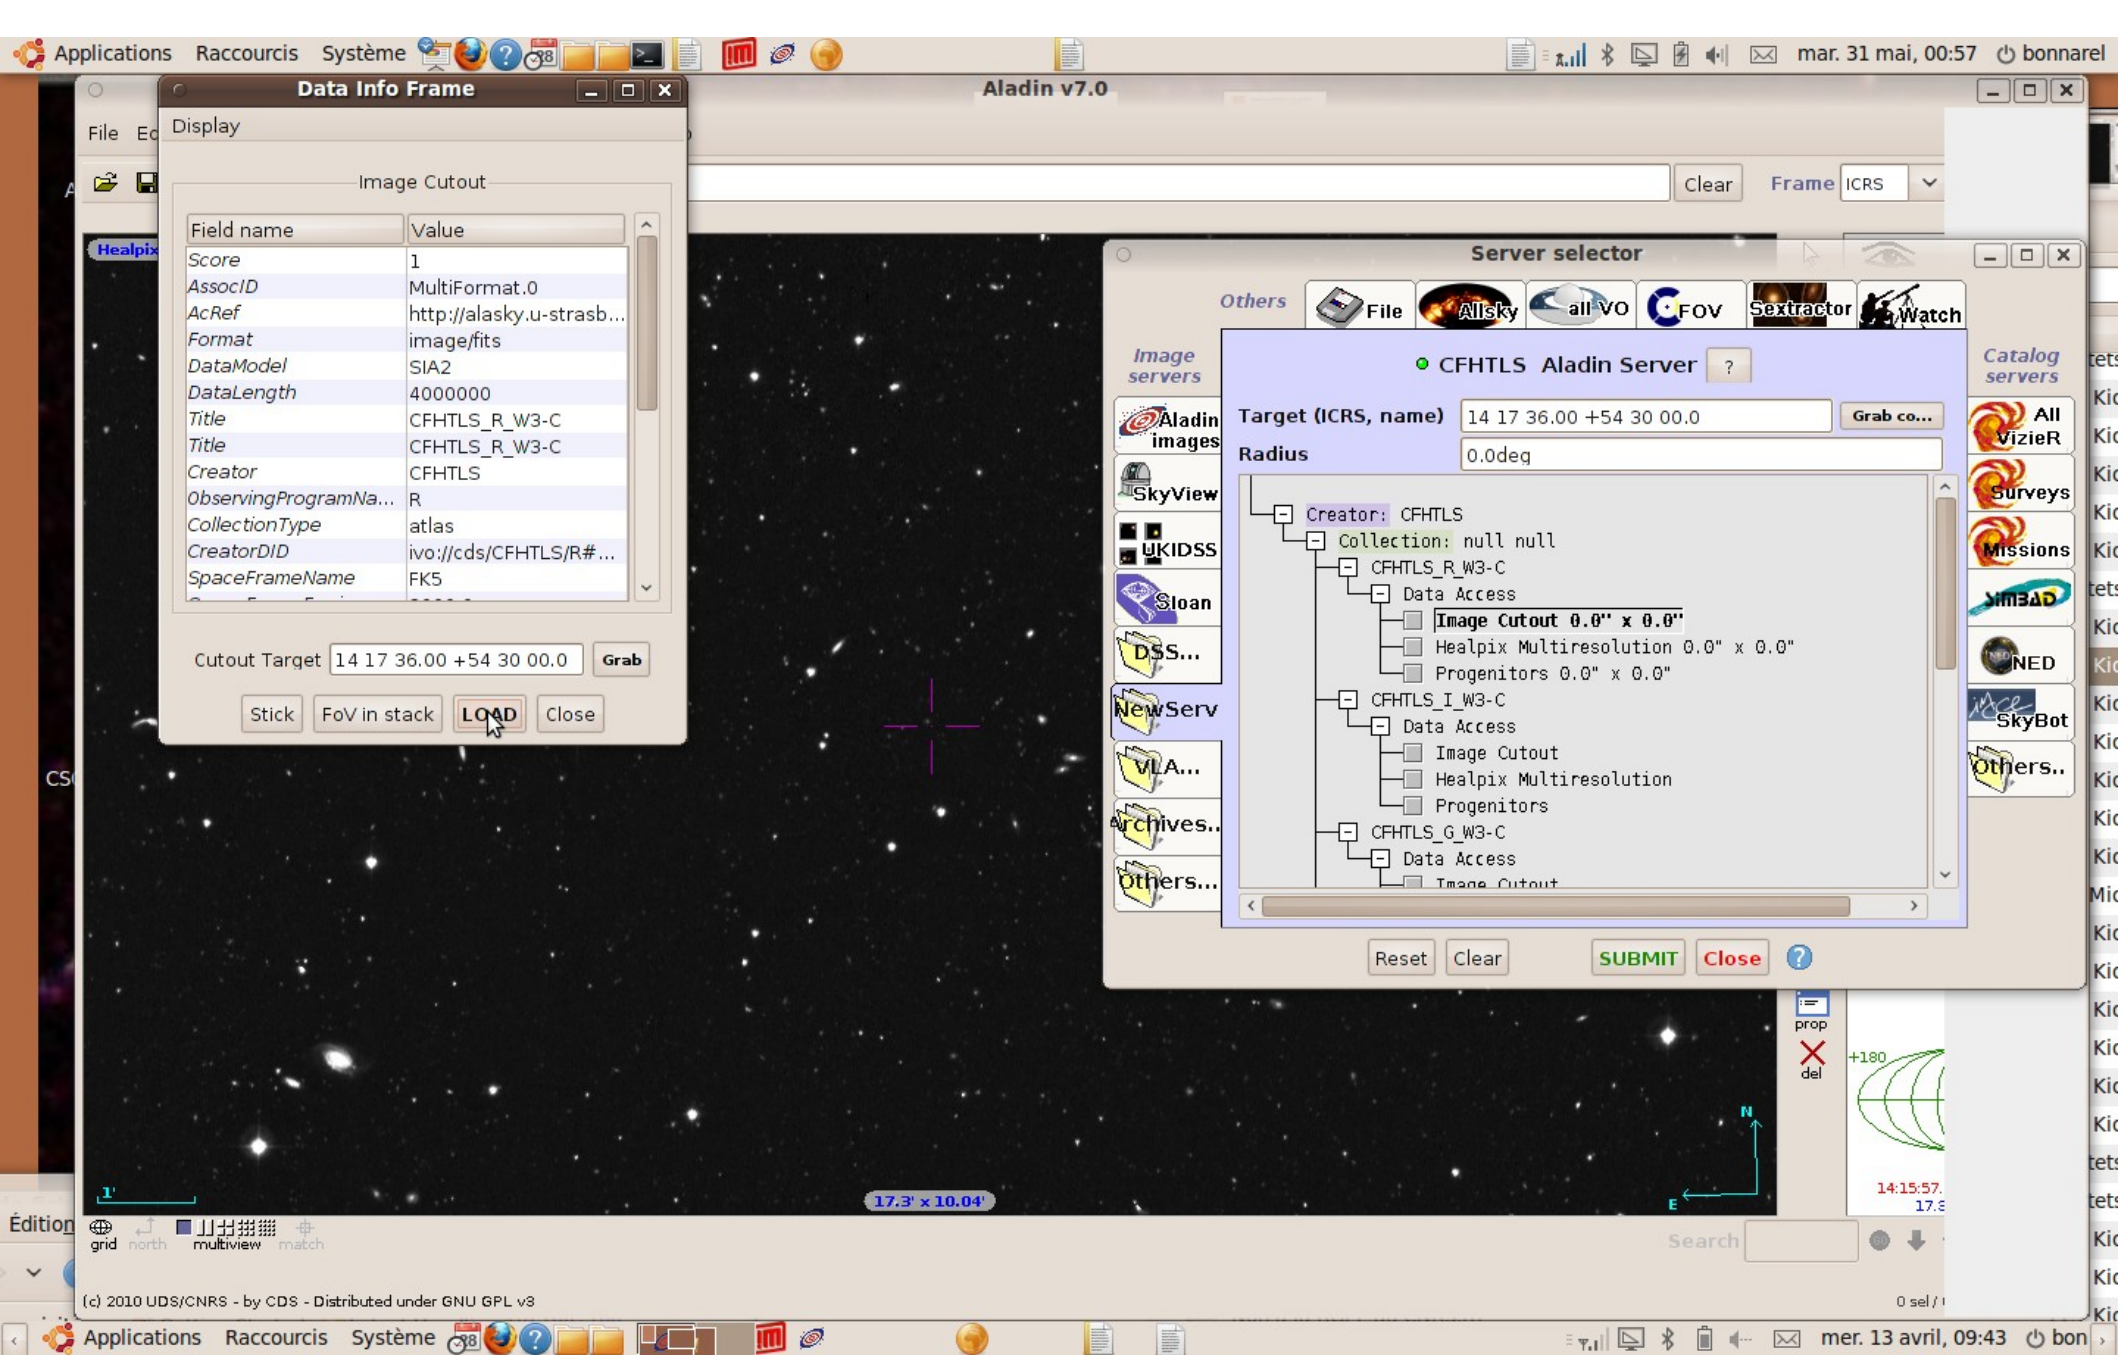 Applications Raccourcis Système 38 mar. 31 mai, 00:57 bonnarel
Data Info Frame
Aladin v7.0
File
Display
Image Cutout
Clear Frame ICRS
Field name Value
Score 1
AssocID MultiFormat.0
AcRef http://alasky.u-strasb...
Format image/fits
DataModel SIA2
DataLength 4000000
Title CFHTLS_R_W3-C
Title CFHTLS_R_W3-C
Creator CFHTLS
ObservingProgramNa... R
CollectionType atlas
CreatorDID ivo://cds/CFHTLS/R#...
SpaceFrameName FK5
Cutout Target 14 17 36.00 +54 30 00.0 Grab
Stick FoV in stack LOAD Close
Healpix
Server selector
Others File Allsky all VO FOV Sextractor Watch
Image servers
Aladin images
SkyView
UKIDSS
Sloan
DSS...
NewServ
VLA...
Archives..
Others...
CFHTLS Aladin Server ?
Target (ICRS, name) 14 17 36.00 +54 30 00.0 Grab co...
Radius 0.0deg
Creator: CFHTLS
Collection: null null
CFHTLS_R_W3-C
Data Access
Image Cutout 0.0" x 0.0"
Healpix Multiresolution 0.0" x 0.0"
Progenitors 0.0" x 0.0"
CFHTLS_I_W3-C
Data Access
Image Cutout
Healpix Multiresolution
Progenitors
CFHTLS_G_W3-C
Data Access
Image Cutout
Catalog servers
All VizieR
Surveys
Missions
SIMBAD
NED
SkyBot
Others..
Reset Clear SUBMIT Close ?
prop
del
+180
N
E
1'
17.3' x 10.04'
14:15:57.
Édition
grid north multiview match
Search
(c) 2010 UDS/CNRS - by CDS - Distributed under GNU GPL v3
0 sel /
Applications Raccourcis Système 38 mer. 13 avril, 09:43 bon